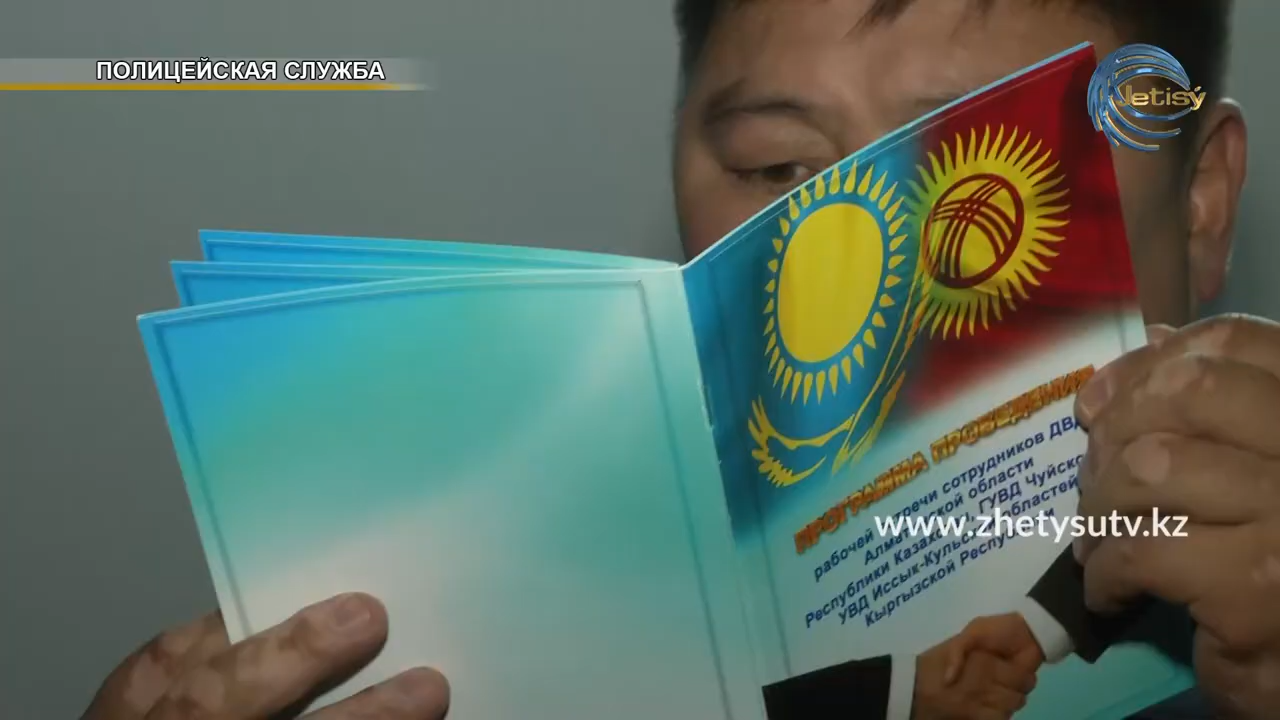 ПОЛИЦЕЙСКАЯ СЛУЖБА
Jetisý
ПРОГРАММА ПРОВЕДЕНИЯ
рабочей встречи сотрудников ДВД
Алматинской области
Республики Казахстан, ГУВД Чуйской
УВД Иссык-Кульской областей
Кыргызской Республики
www.zhetysutv.kz